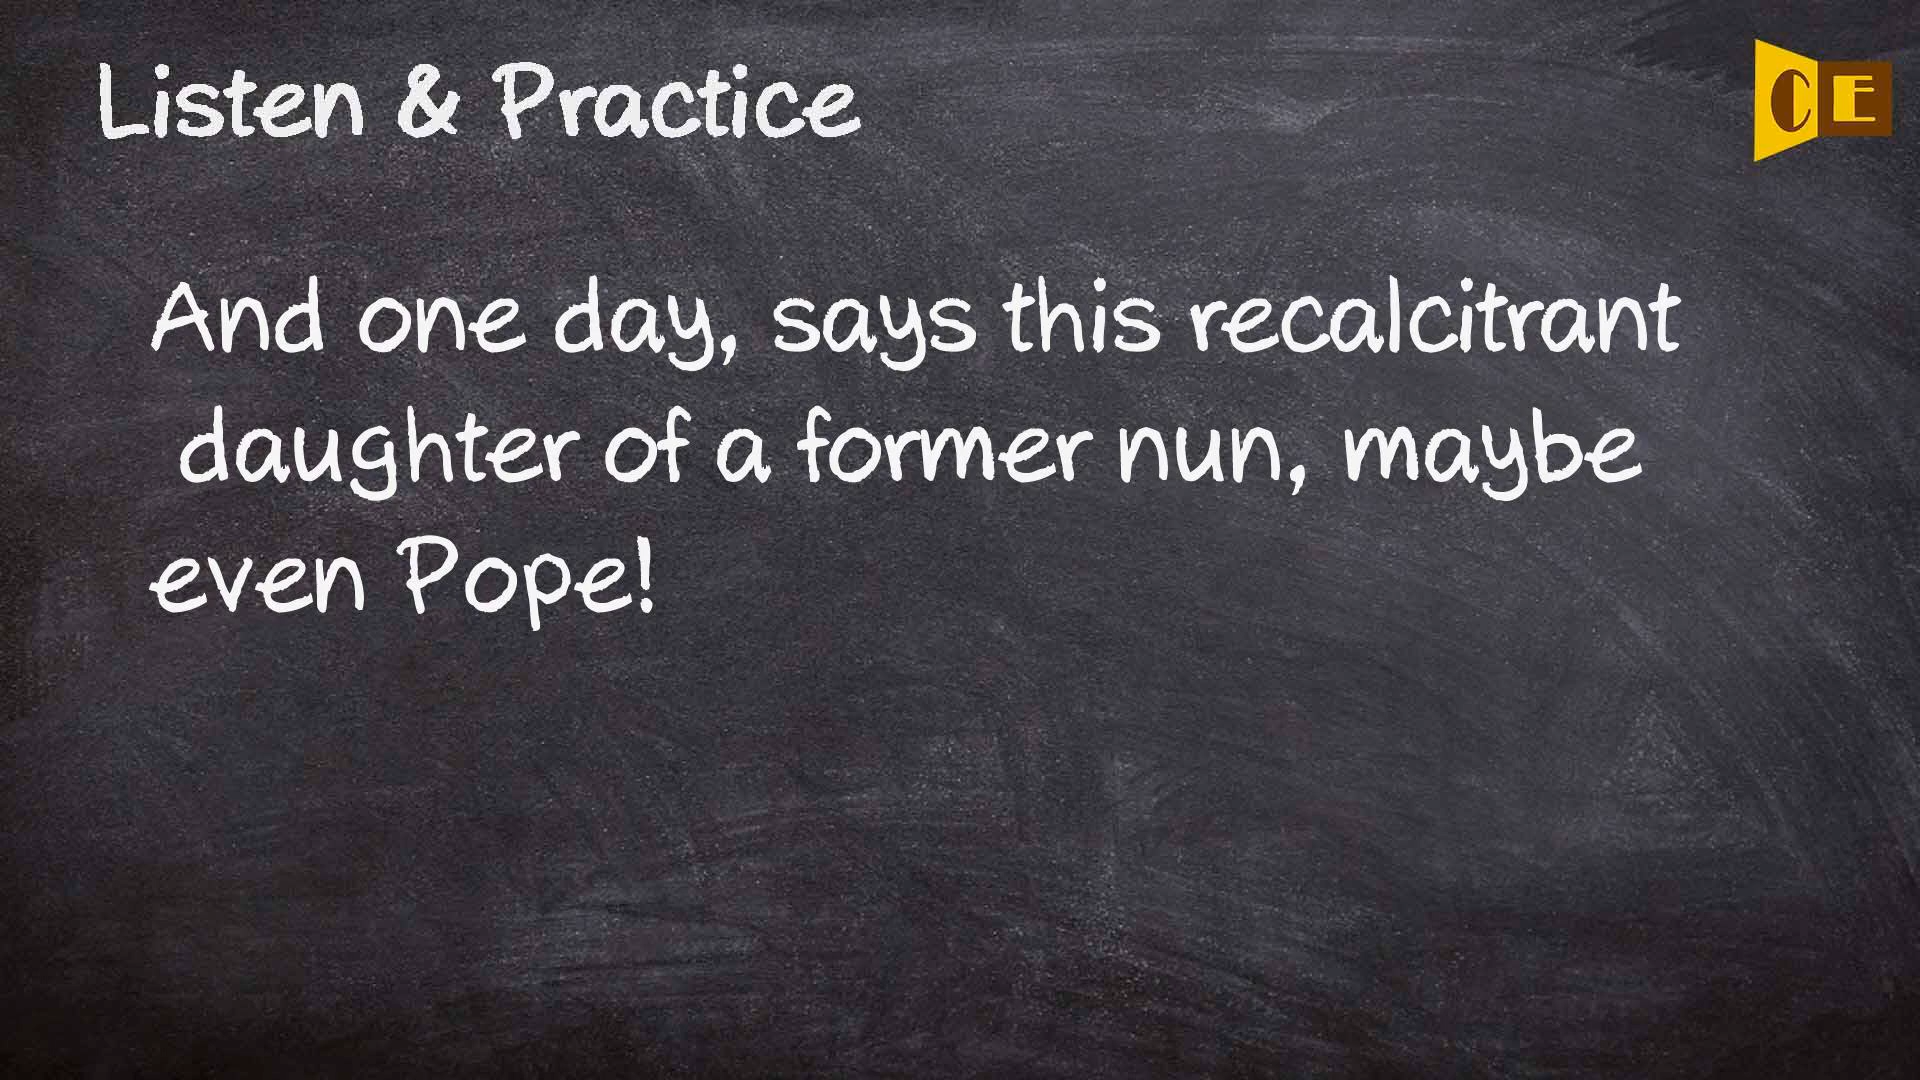 Listen & Practice
CE
And one day, says this recalcitrant
daughter of a former nun, maybe
even Pope!